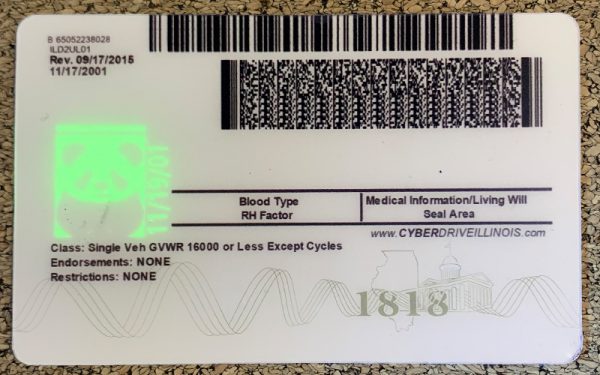 B 65052238028
ILD2UL01
Rev. 09/17/2015
11/17/2001
11/19/01
Blood Type
RH Factor
Medical Information/Living Will
Seal Area
www.CYBERDRIVEILLINOIS.com
Class: Single Veh GVWR 16000 or Less Except Cycles
Endorsements: NONE
Restrictions: NONE
1818